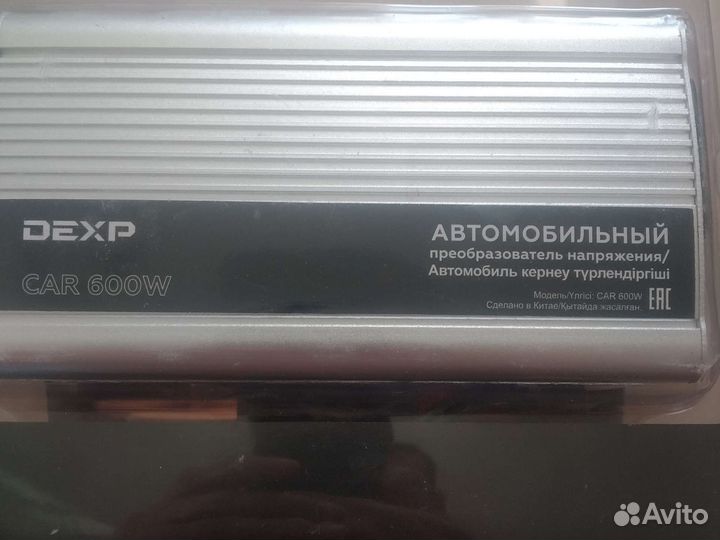 DEXP
CAR 600W
АВТОМОБИЛЬНЫЙ
преобразователь напряжения/
Автомобиль кернеу түрлендіргіші
Модель/Үлгісі: CAR 600W
Сделано в Китае/Қытайда жасалған.
EAC
Avito